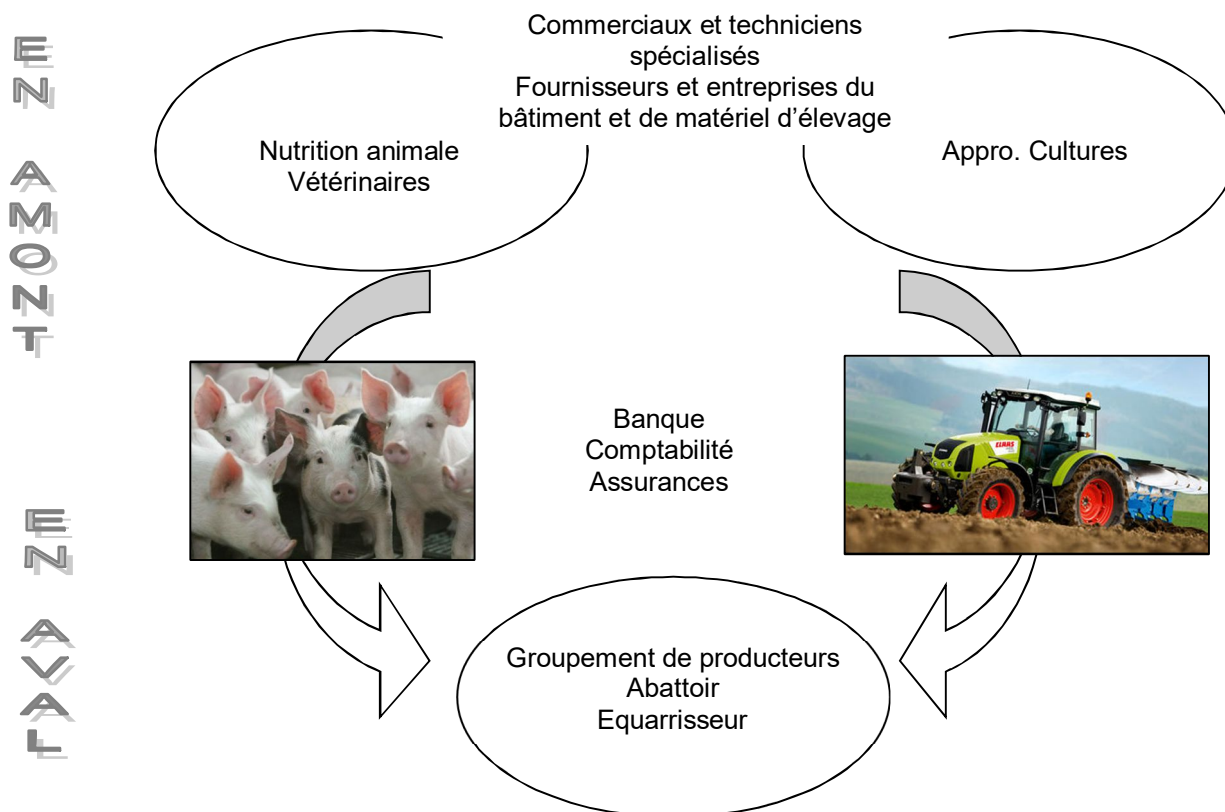 EN AMONT
Commerciaux et techniciens
spécialisés
Fournisseurs et entreprises du
bâtiment et de matériel d’élevage
Nutrition animale
Vétérinaires
Appro. Cultures
Banque
Comptabilité
Assurances
CLAAS
EN AVAL
Groupement de producteurs
Abattoir
Equarrisseur